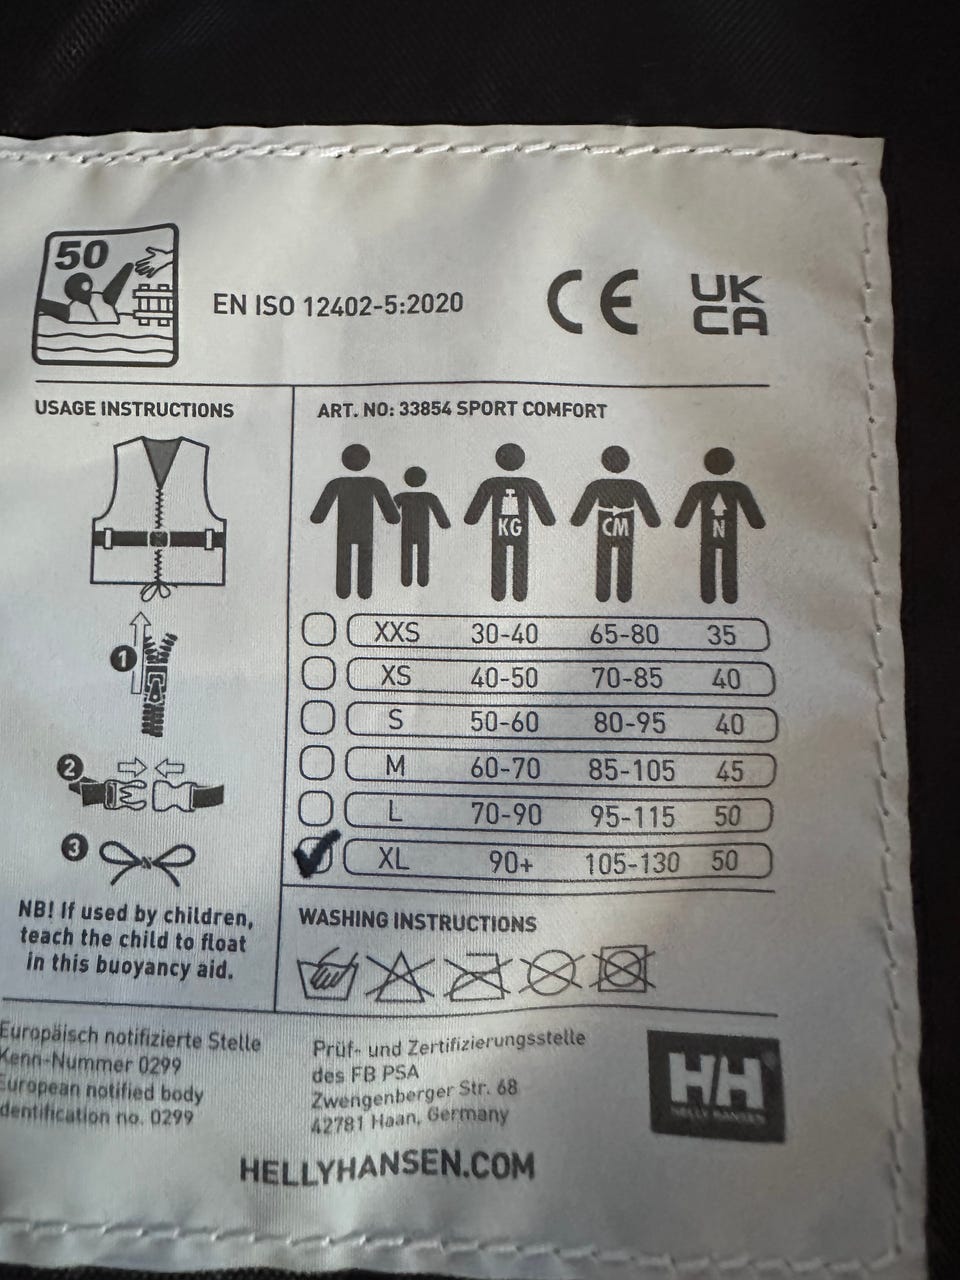 50
EN ISO 12402-5:2020
CE
UK
CA
USAGE INSTRUCTIONS
1
2
3
NB! If used by children,
teach the child to float
in this buoyancy aid.
ART. NO: 33854 SPORT COMFORT
KG CM N
XXS 30-40 65-80 35
XS 40-50 70-85 40
S 50-60 80-95 40
M 60-70 85-105 45
L 70-90 95-115 50
XL 90+ 105-130 50
WASHING INSTRUCTIONS
Europäisch notifizierte Stelle
Kenn-Nummer 0299
European notified body
identification no. 0299
Prüf- und Zertifizierungsstelle
des FB PSA
Zwengenberger Str. 68
42781 Haan, Germany
H/H
HELLY HANSEN
HELLYHANSEN.COM